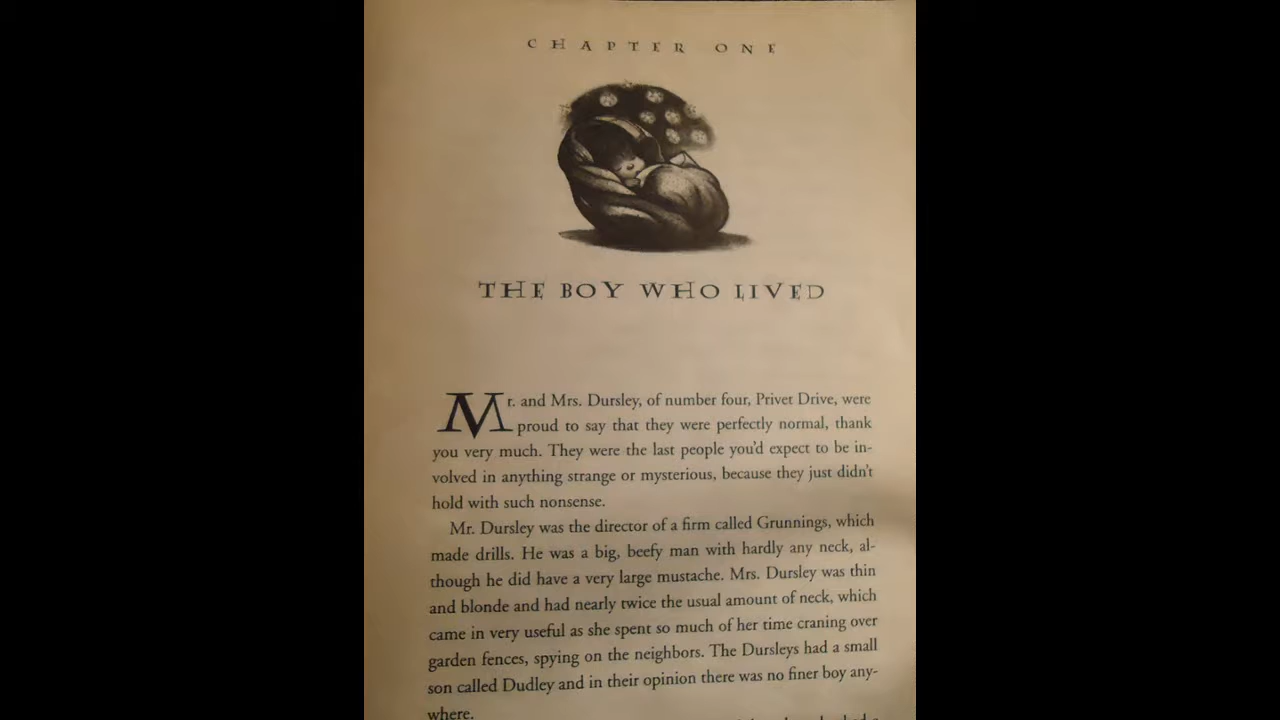 CHAPTER ONE
THE BOY WHO LIVED
Mr. and Mrs. Dursley, of number four, Privet Drive, were
proud to say that they were perfectly normal, thank
you very much. They were the last people you'd expect to be in-
volved in anything strange or mysterious, because they just didn't
hold with such nonsense.
Mr. Dursley was the director of a firm called Grunnings, which
made drills. He was a big, beefy man with hardly any neck, al-
though he did have a very large mustache. Mrs. Dursley was thin
and blonde and had nearly twice the usual amount of neck, which
came in very useful as she spent so much of her time craning over
garden fences, spying on the neighbors. The Dursleys had a small
son called Dudley and in their opinion there was no finer boy any-
where.